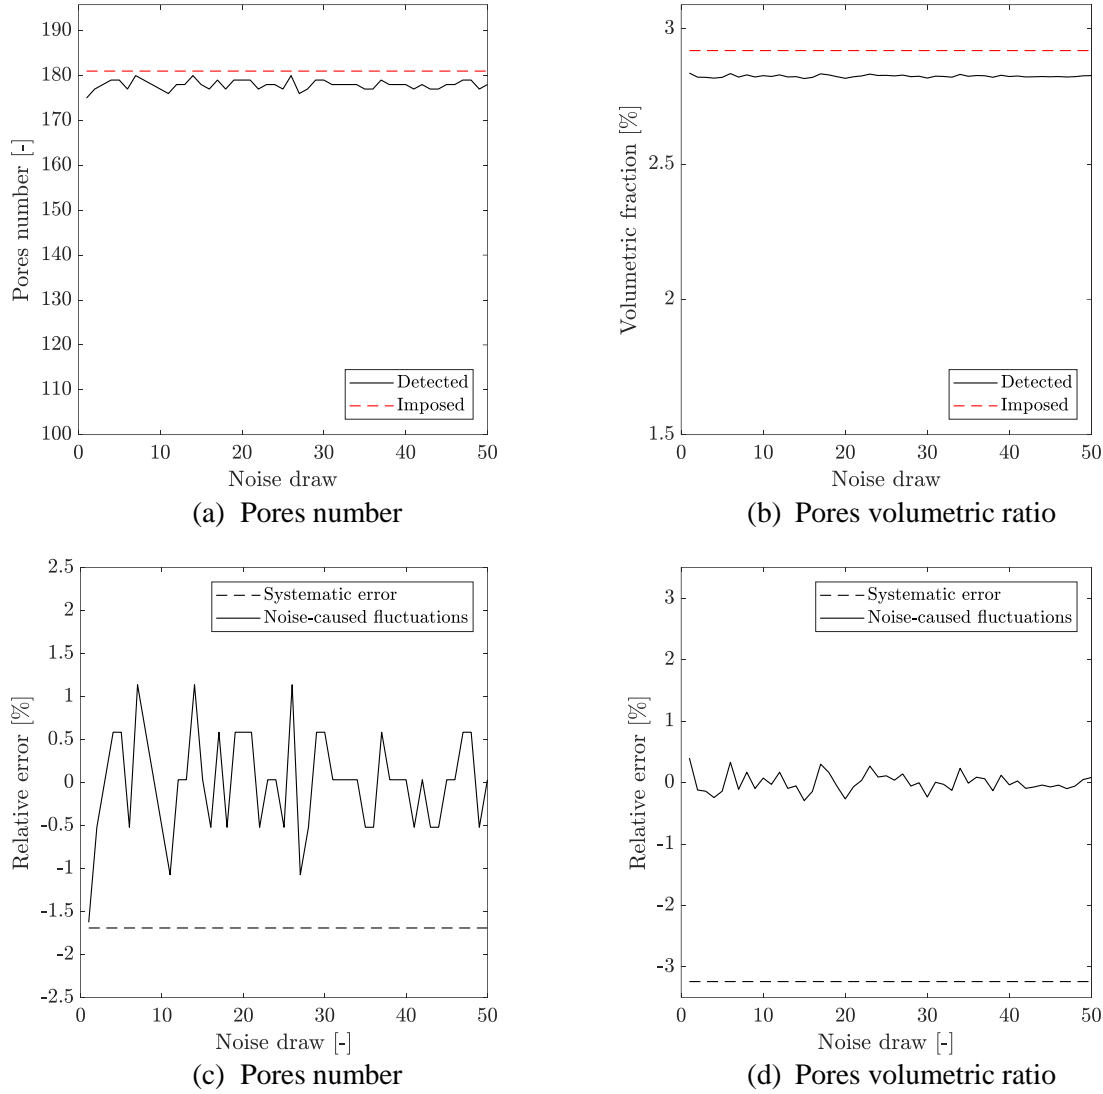 190
180
170
160
150
140
130
120
110
100
Pores number [-]
Detected
Imposed
0 10 20 30 40 50
Noise draw
(a) Pores number
3
2.5
2
1.5
Volumetric fraction [%]
Detected
Imposed
0 10 20 30 40 50
Noise draw
(b) Pores volumetric ratio
2.5
2
1.5
1
0.5
0
-0.5
-1
-1.5
-2
-2.5
Relative error [%]
Systematic error
Noise-caused fluctuations
0 10 20 30 40 50
Noise draw [-]
(c) Pores number
3
2
1
0
-1
-2
-3
Relative error [%]
Systematic error
Noise-caused fluctuations
0 10 20 30 40 50
Noise draw [-]
(d) Pores volumetric ratio